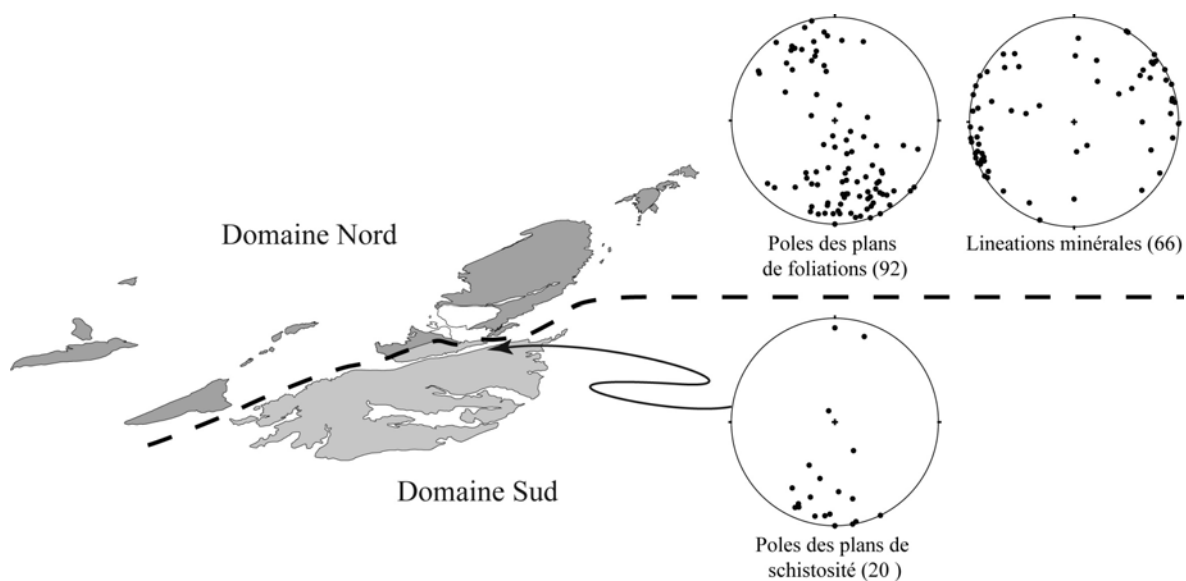 Domaine Nord
Poles des plans
de foliations (92)
Lineations minérales (66)
Domaine Sud
Poles des plans de
schistosité (20 )